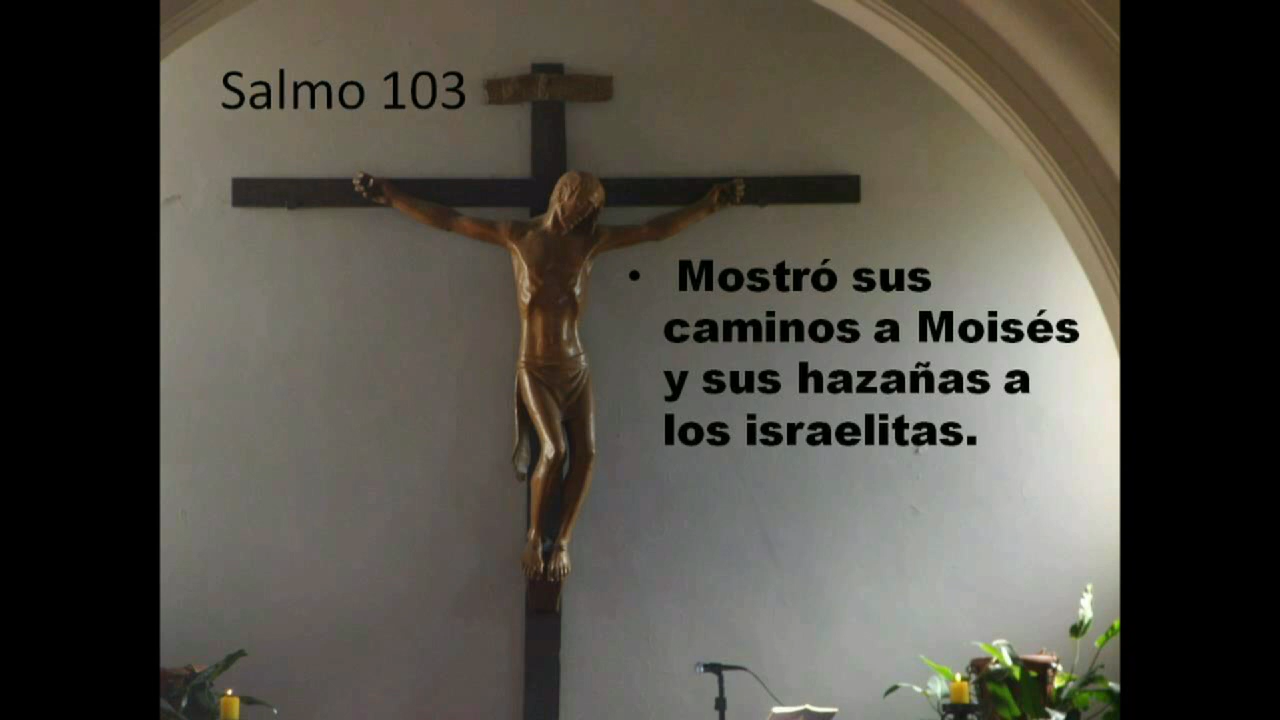 Salmo 103
• Mostró sus
caminos a Moisés
y sus hazañas a
los israelitas.